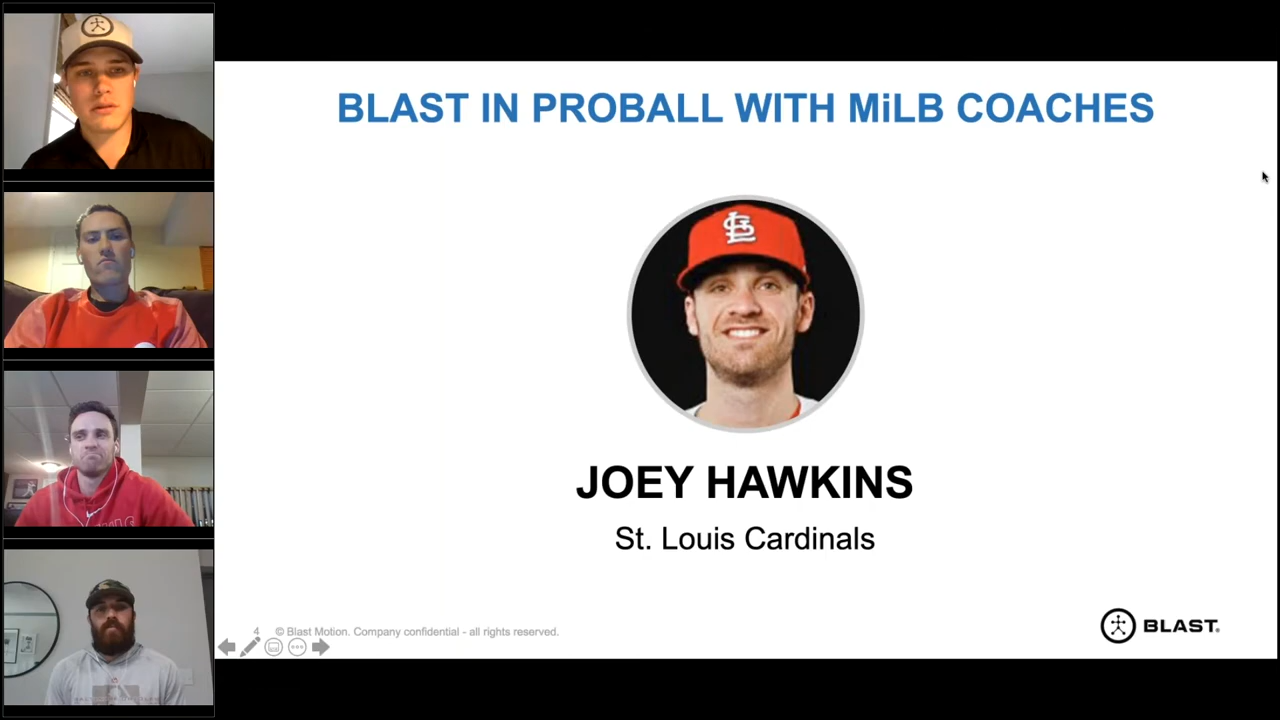 BLAST IN PROBALL WITH MiLB COACHES
JOEY HAWKINS
St. Louis Cardinals
4 © Blast Motion. Company confidential - all rights reserved.
BLAST